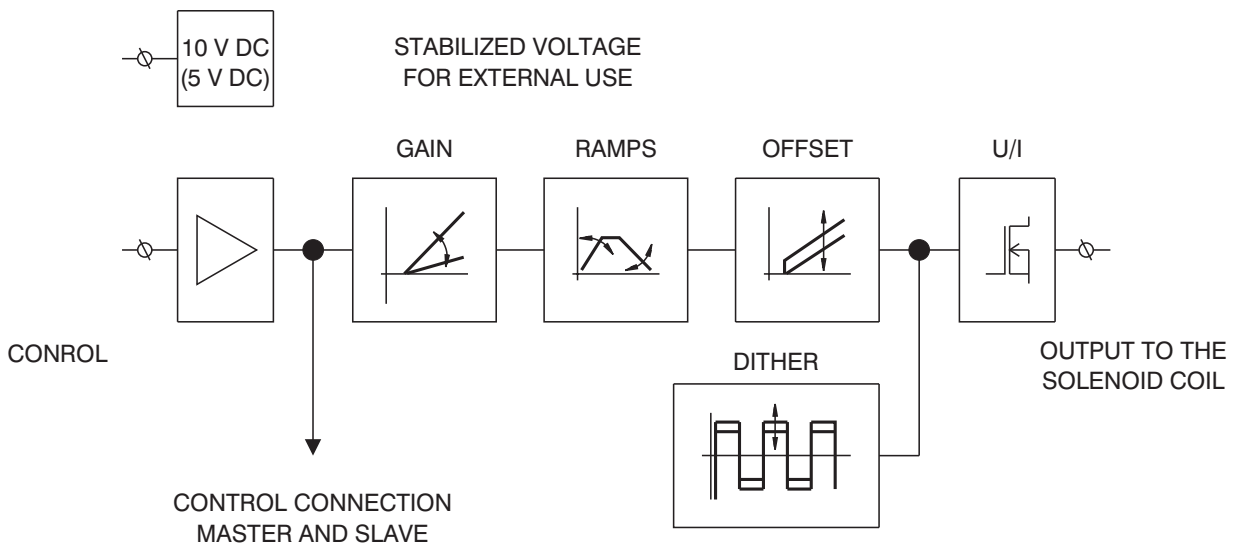 10 V DC
(5 V DC)
STABILIZED VOLTAGE
FOR EXTERNAL USE
GAIN
RAMPS
OFFSET
U/I
CONROL
DITHER
OUTPUT TO THE
SOLENOID COIL
CONTROL CONNECTION
MASTER AND SLAVE